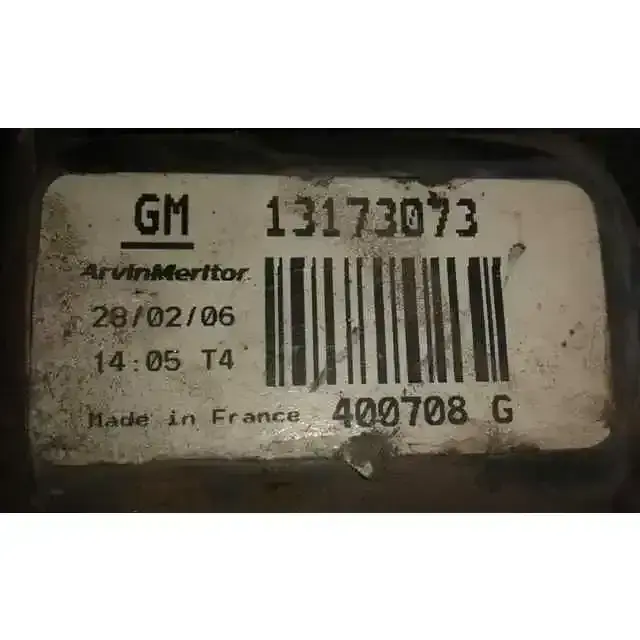 GM 13173073
ArvinMeritor
28/02/06
14:05 T4
Made in France 400708 G